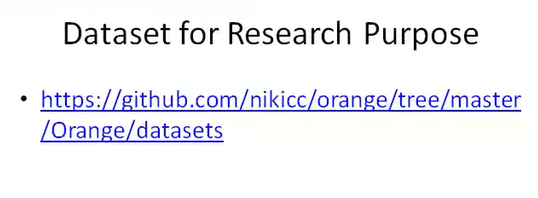 Dataset for Research Purpose
• https://github.com/nikicc/orange/tree/master
/Orange/datasets